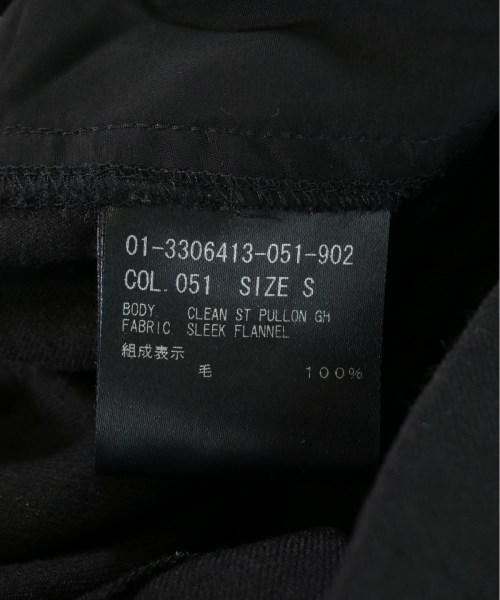 01-3306413-051-902
COL. 051 SIZE S
BODY. CLEAN ST PULLON GH
FABRIC SLEEK FLANNEL
組成表示
毛 100%